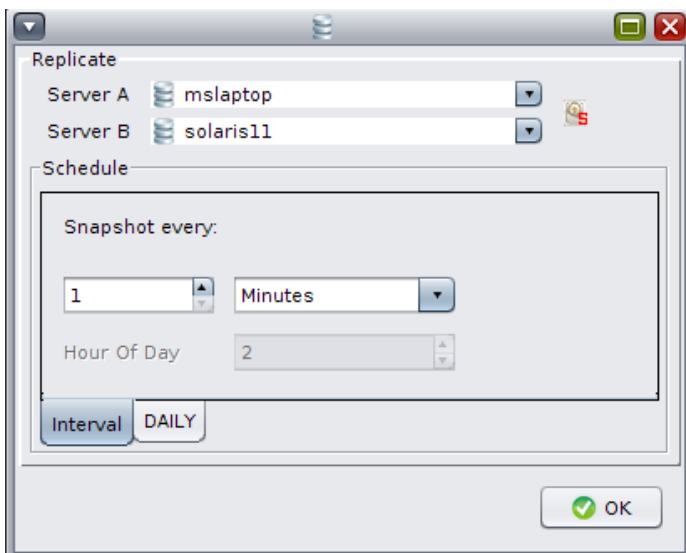 Replicate
Server A mslaptop
Server B solaris11
S
Schedule
Snapshot every:
1 Minutes
Hour Of Day 2
Interval DAILY
OK